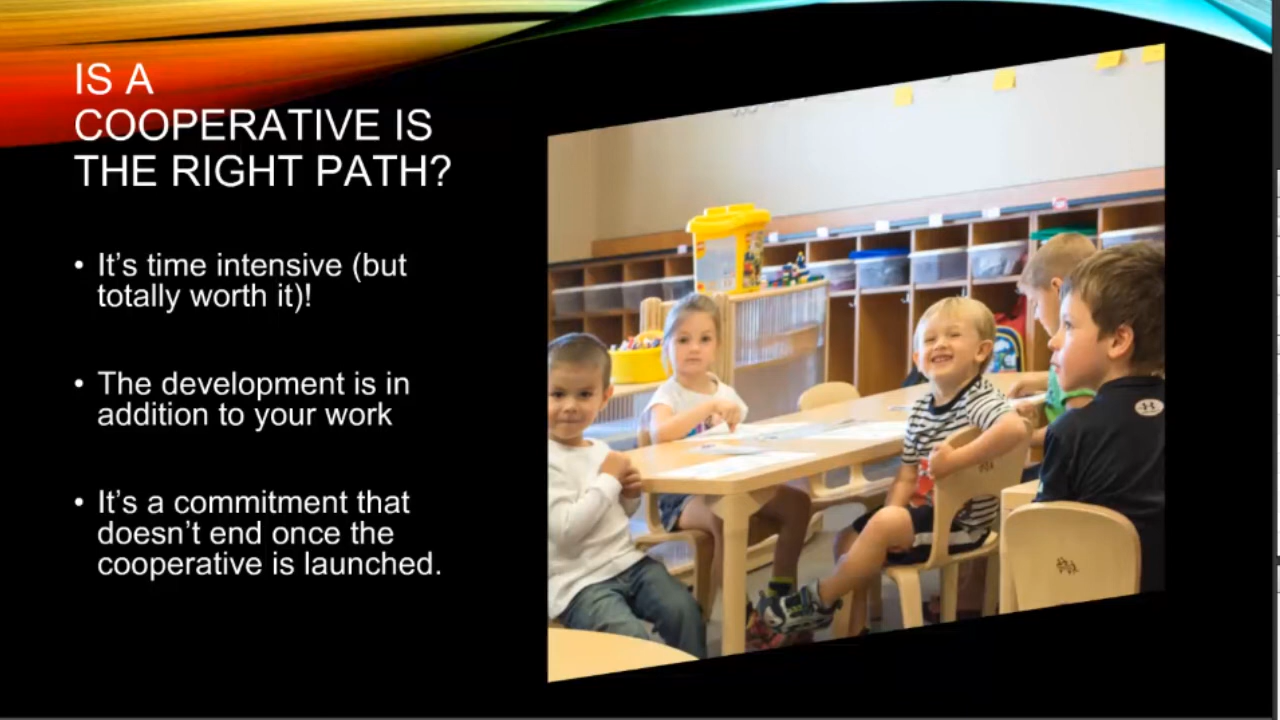 IS A
COOPERATIVE IS
THE RIGHT PATH?
• It's time intensive (but
totally worth it)!
• The development is in
addition to your work
• It's a commitment that
doesn't end once the
cooperative is launched.